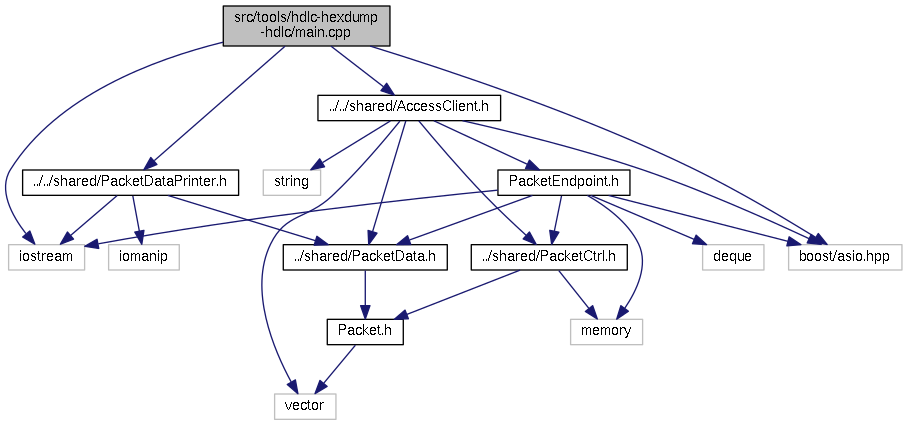 src/tools/hdlc-hexdump
-hdlc/main.cpp
../../shared/AccessClient.h
../../shared/PacketDataPrinter.h
string
PacketEndpoint.h
iostream
iomanip
../shared/PacketData.h
../shared/PacketCtrl.h
deque
boost/asio.hpp
Packet.h
memory
vector